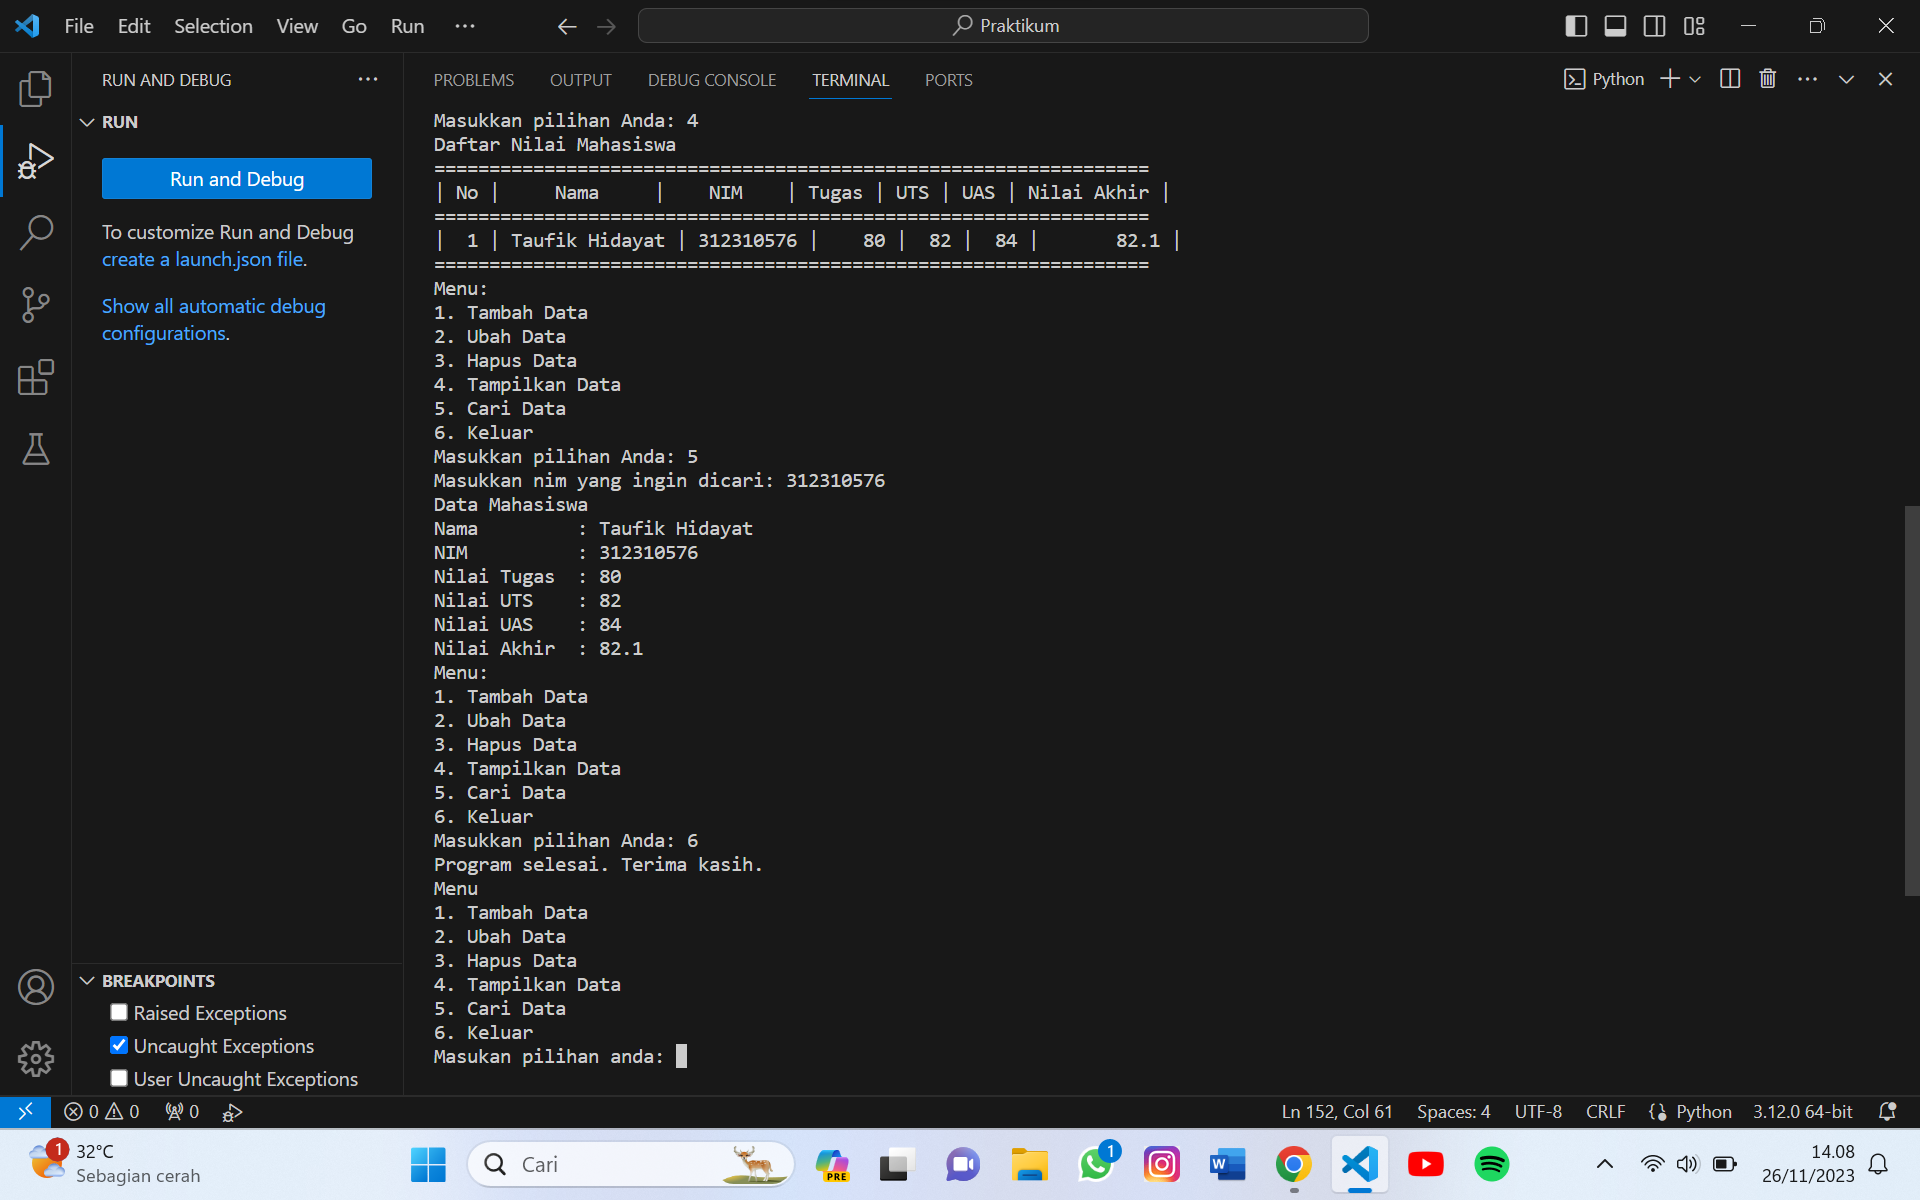 File Edit Selection View Go Run ···
Praktikum
RUN AND DEBUG ···
RUN
Run and Debug
To customize Run and Debug
create a launch.json file.
Show all automatic debug
configurations.
BREAKPOINTS
Raised Exceptions
Uncaught Exceptions
User Uncaught Exceptions
PROBLEMS OUTPUT DEBUG CONSOLE TERMINAL PORTS
Python
Masukkan pilihan Anda: 4
Daftar Nilai Mahasiswa
=================================================================
| No |     Nama     |    NIM    | Tugas | UTS | UAS | Nilai Akhir |
=================================================================
|  1 | Taufik Hidayat | 312310576 |    80 |  82 |  84 |       82.1 |
=================================================================
Menu:
1. Tambah Data
2. Ubah Data
3. Hapus Data
4. Tampilkan Data
5. Cari Data
6. Keluar
Masukkan pilihan Anda: 5
Masukkan nim yang ingin dicari: 312310576
Data Mahasiswa
Nama         : Taufik Hidayat
NIM          : 312310576
Nilai Tugas  : 80
Nilai UTS    : 82
Nilai UAS    : 84
Nilai Akhir  : 82.1
Menu:
1. Tambah Data
2. Ubah Data
3. Hapus Data
4. Tampilkan Data
5. Cari Data
6. Keluar
Masukkan pilihan Anda: 6
Program selesai. Terima kasih.
Menu
1. Tambah Data
2. Ubah Data
3. Hapus Data
4. Tampilkan Data
5. Cari Data
6. Keluar
Masukan pilihan anda:
0 0 0 Ln 152, Col 61 Spaces: 4 UTF-8 CRLF Python 3.12.0 64-bit
1 32°C
Sebagian cerah
Cari
PRE
1
14.08
26/11/2023